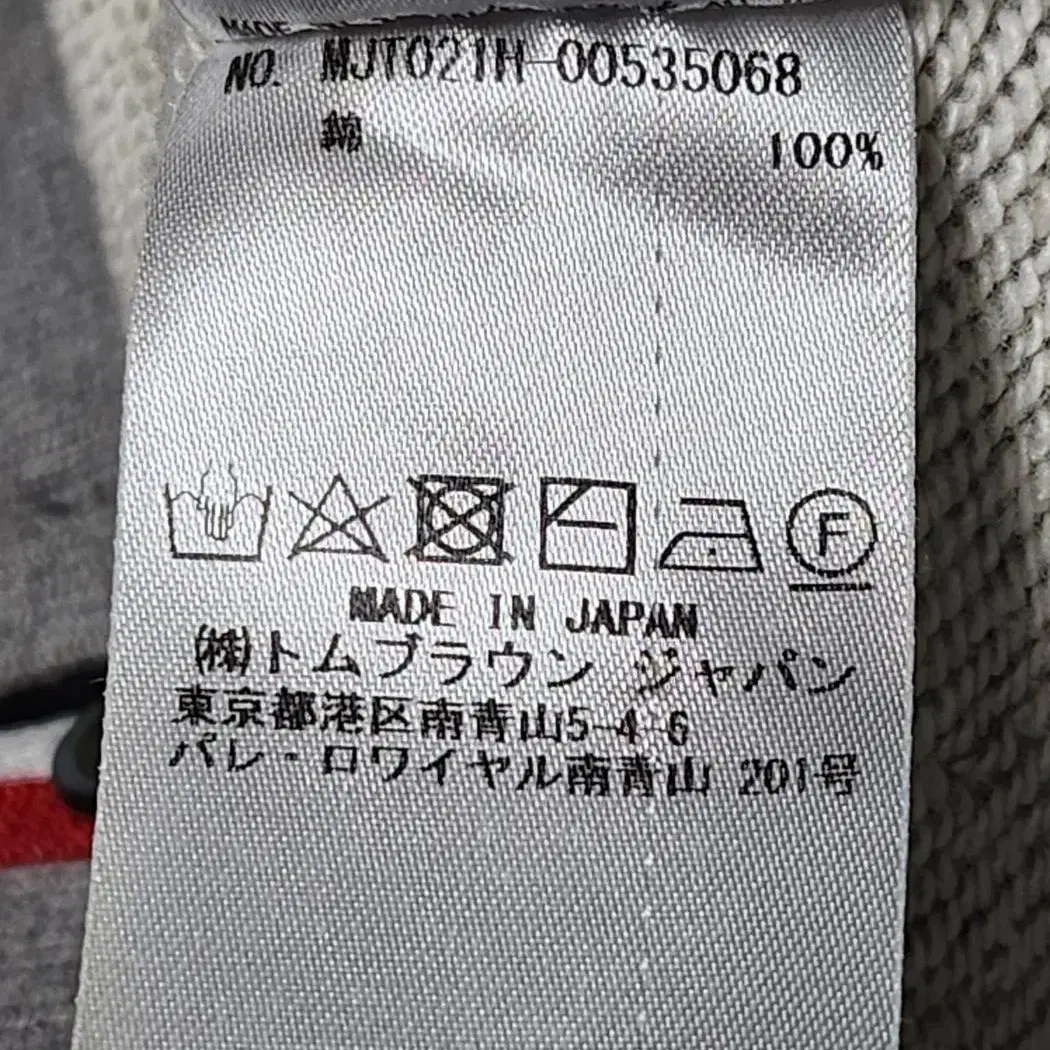 NO. MJT021H-00535068
綿 100%
F
MADE IN JAPAN
(株)トムブラウン ジャパン
東京都港区南青山5-4-6
パレ・ロワイヤル南青山 201号